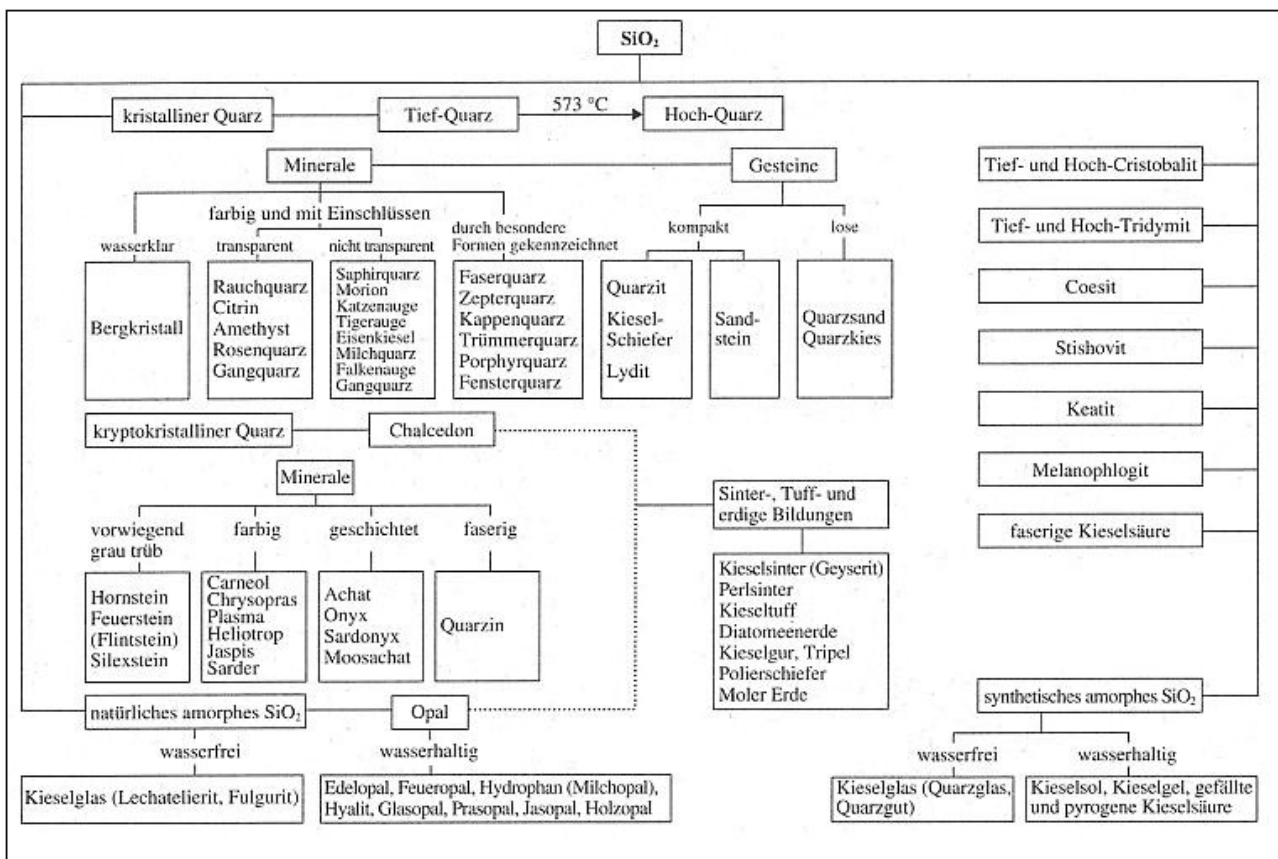 SiO₂
kristalliner Quarz
Tief-Quarz
573 °C
Hoch-Quarz
Minerale
Gesteine
farbig und mit Einschlüssen
wasserklar
transparent
nicht transparent
durch besondere
Formen gekennzeichnet
kompakt
lose
Bergkristall
Rauchquarz
Citrin
Amethyst
Rosenquarz
Gangquarz
Saphirquarz
Morion
Katzenauge
Tigerauge
Eisenkiesel
Milchquarz
Falkenauge
Gangquarz
Faserquarz
Zepterquarz
Kappenquarz
Trümmerquarz
Porphyrquarz
Fensterquarz
Quarzit
Kiesel-
Schiefer
Lydit
Sand-
stein
Quarzsand
Quarzkies
Tief- und Hoch-Cristobalit
Tief- und Hoch-Tridymit
Coesit
Stishovit
Keatit
Melanophlogit
faserige Kieselsäure
kryptokristalliner Quarz
Chalcedon
Minerale
vorwiegend
grau trüb
farbig
geschichtet
faserig
Hornstein
Feuerstein
(Flintstein)
Silexstein
Carneol
Chrysopras
Plasma
Heliotrop
Jaspis
Sarder
Achat
Onyx
Sardonyx
Moosachat
Quarzin
Sinter-, Tuff- und
erdige Bildungen
Kieselsinter (Geyserit)
Perlsinter
Kieseltuff
Diatomeenerde
Kieselgur, Tripel
Polierschiefer
Moler Erde
natürliches amorphes SiO₂
Opal
wasserfrei
wasserhaltig
Kieselglas (Lechatelierit, Fulgurit)
Edelopal, Feueropal, Hydrophan (Milchopal),
Hyalit, Glasopal, Prasopal, Jasopal, Holzopal
synthetisches amorphes SiO₂
wasserfrei
wasserhaltig
Kieselglas (Quarzglas,
Quarzgut)
Kieselsol, Kieselgel, gefällte
und pyrogene Kieselsäure